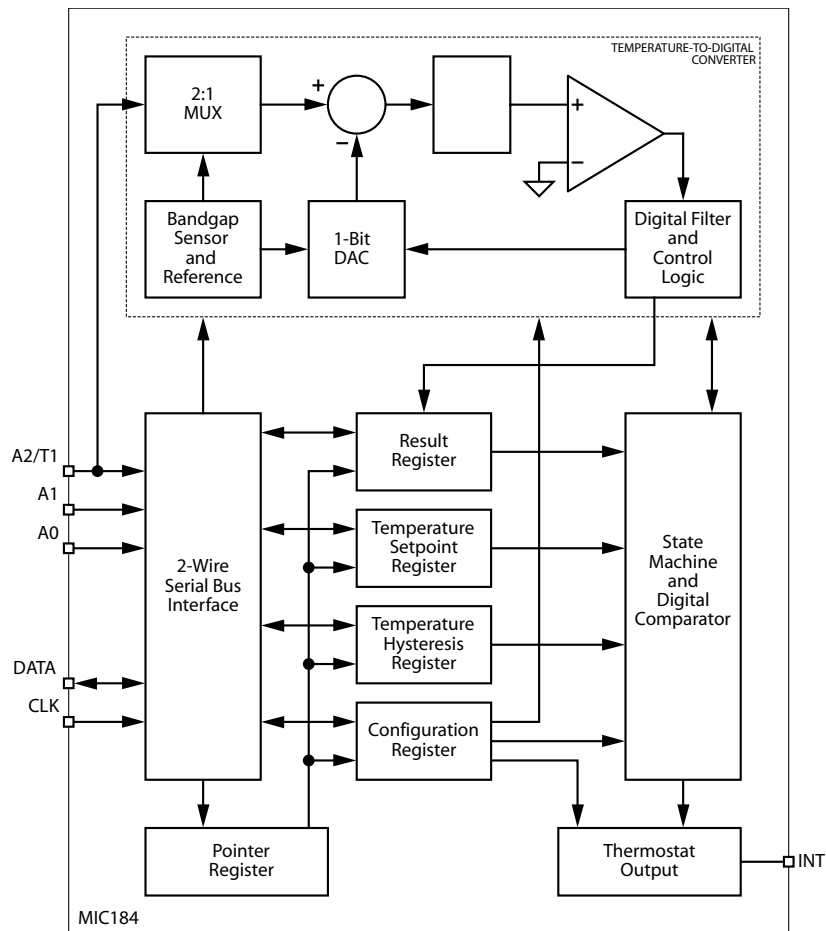 TEMPERATURE-TO-DIGITAL
CONVERTER
2:1
MUX
+
−
+
−
Bandgap
Sensor
and
Reference
1-Bit
DAC
Digital Filter
and
Control
Logic
A2/T1
A1
A0
DATA
CLK
2-Wire
Serial Bus
Interface
Result
Register
Temperature
Setpoint
Register
Temperature
Hysteresis
Register
Configuration
Register
State
Machine
and
Digital
Comparator
Pointer
Register
Thermostat
Output
INT
MIC184